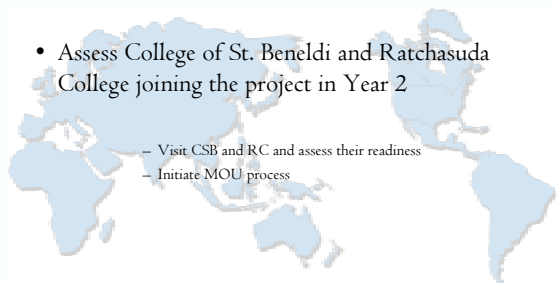 • Assess College of St. Beneldi and Ratchasuda
College joining the project in Year 2
– Visit CSB and RC and assess their readiness
– Initiate MOU process